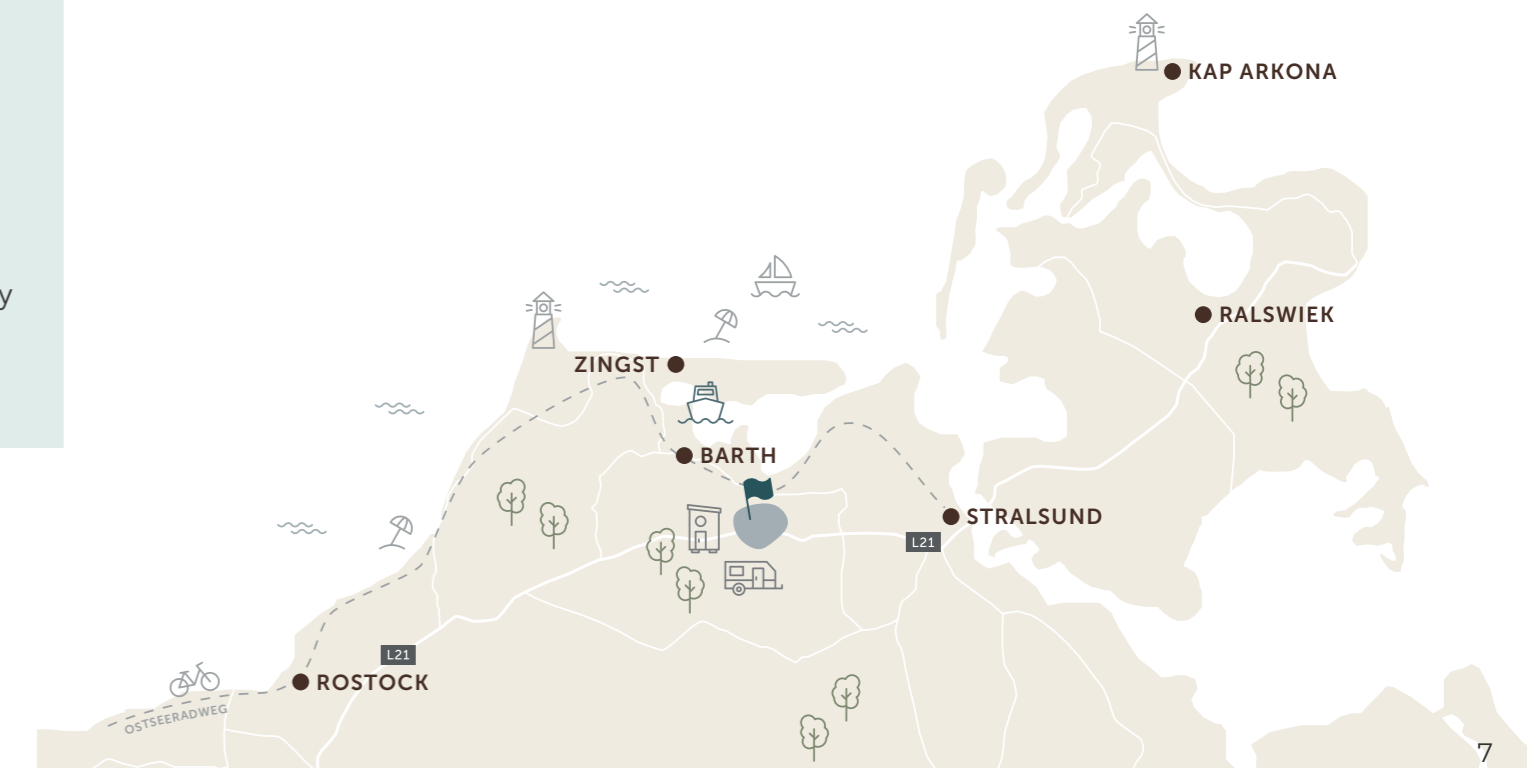 KAP ARKONA
y
RALSWIEK
ZINGST
BARTH
STRALSUND
L21
L21
ROSTOCK
OSTSEERADWEG
7